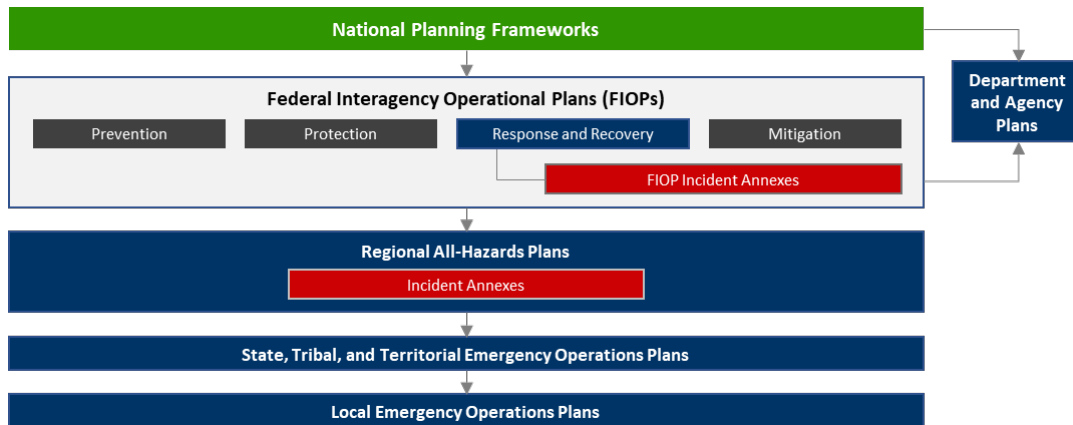 National Planning Frameworks
Federal Interagency Operational Plans (FIOPs)
Prevention
Protection
Response and Recovery
Mitigation
FIOP Incident Annexes
Department
and Agency
Plans
Regional All-Hazards Plans
Incident Annexes
State, Tribal, and Territorial Emergency Operations Plans
Local Emergency Operations Plans